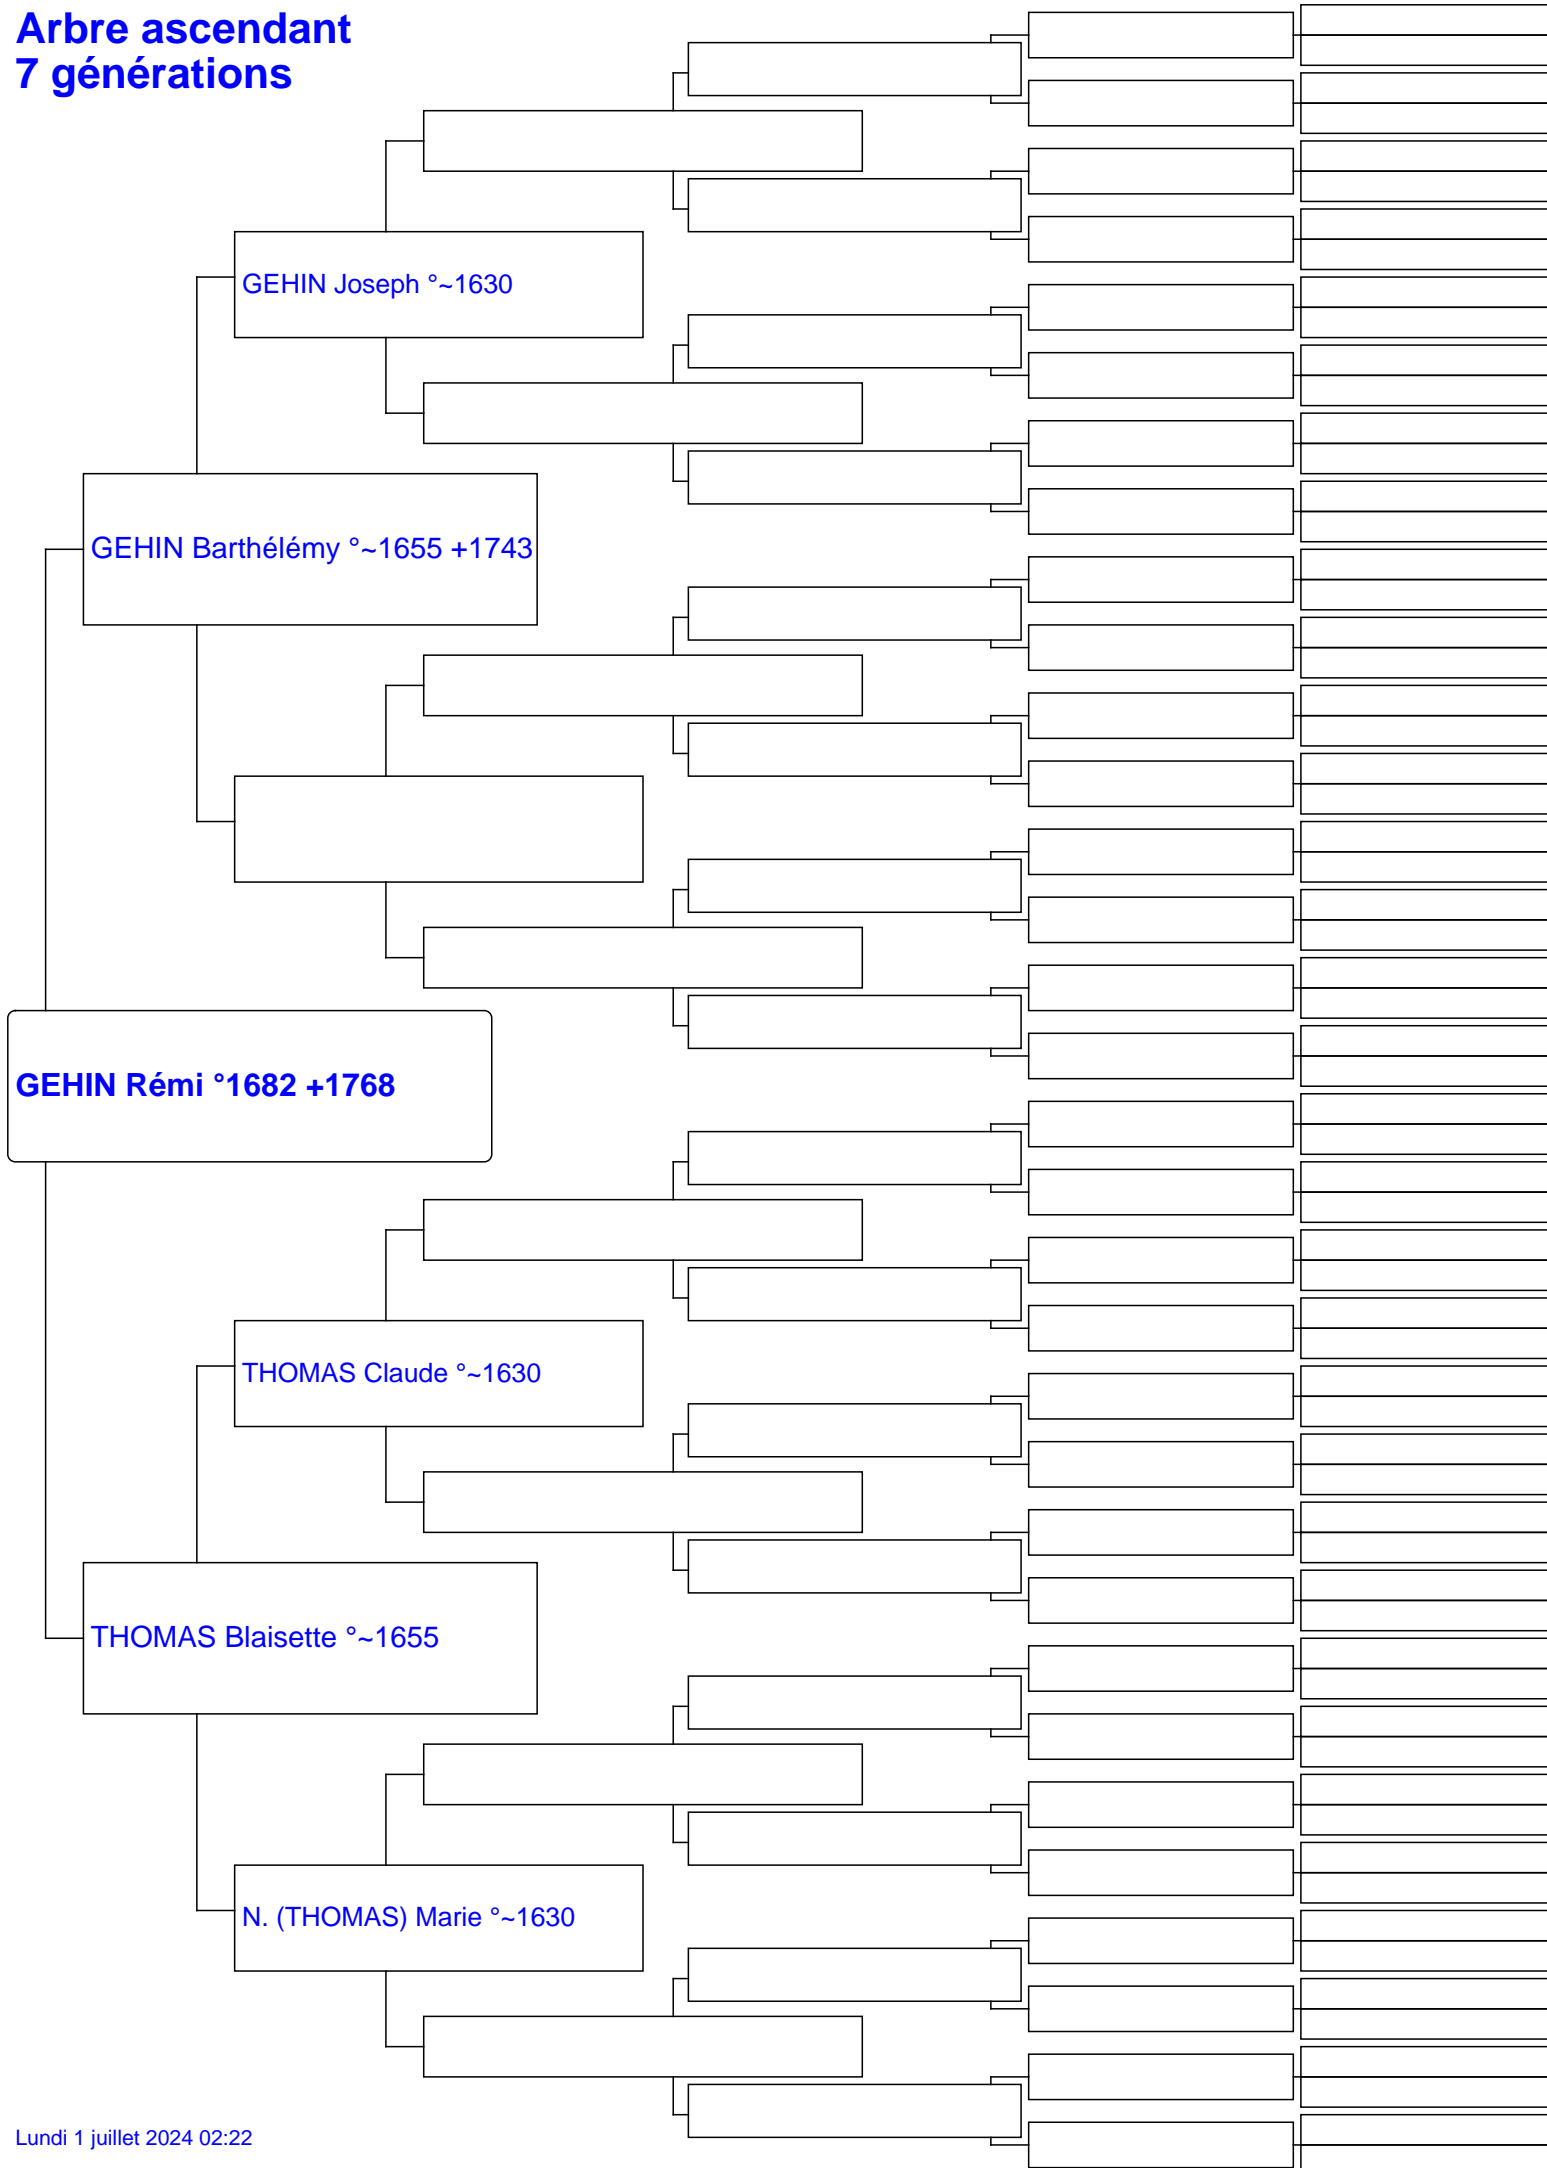 Arbre ascendant
7 générations
GEHIN Joseph °~1630
GEHIN Barthélémy °~1655 +1743
GEHIN Rémi °1682 +1768
THOMAS Claude °~1630
THOMAS Blaisette °~1655
N. (THOMAS) Marie °~1630
Lundi 1 juillet 2024 02:22